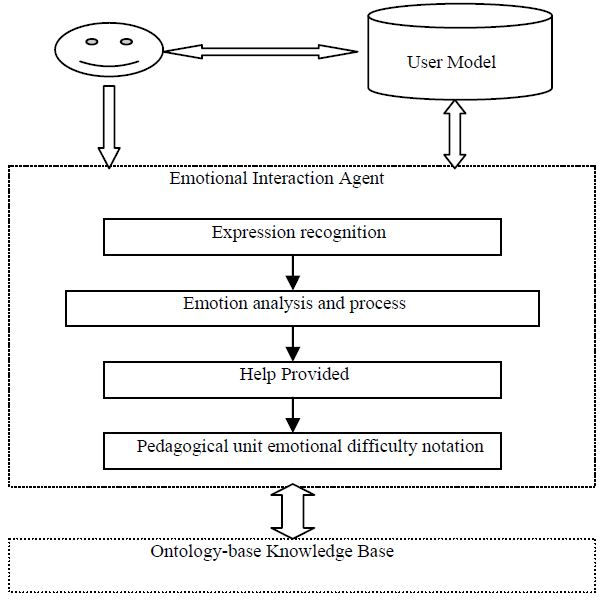 User Model
Emotional Interaction Agent
Expression recognition
Emotion analysis and process
Help Provided
Pedagogical unit emotional difficulty notation
Ontology-base Knowledge Base